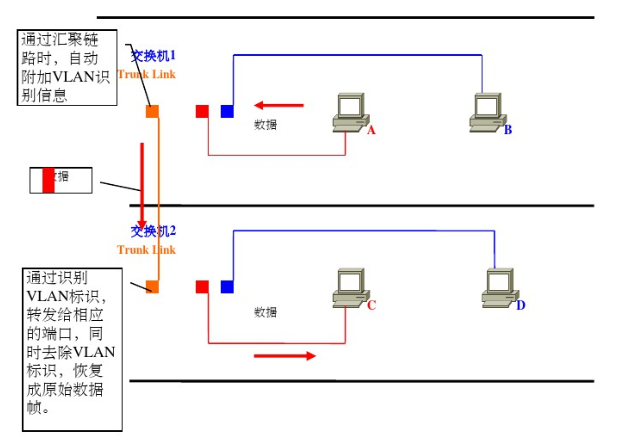 通过汇聚链
路时，自动
附加VLAN识
别信息
交换机1
Trunk Link
数据
A
B
据
交换机2
Trunk Link
通过识别
VLAN标识，
转发给相应
的端口，同
时去除VLAN
标识，恢复
成原始数据
帧。
数据
C
D